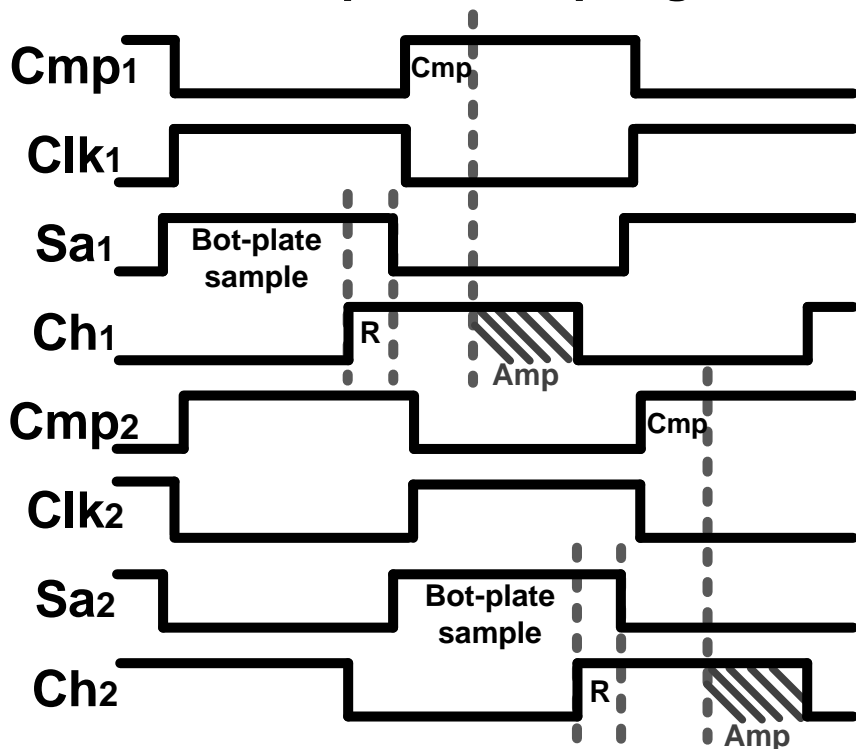 Cmp1
Cmp
Clk1
Sa1
Bot-plate
sample
Ch1
R
Amp
Cmp2
Cmp
Clk2
Sa2
Bot-plate
sample
Ch2
R
Amp